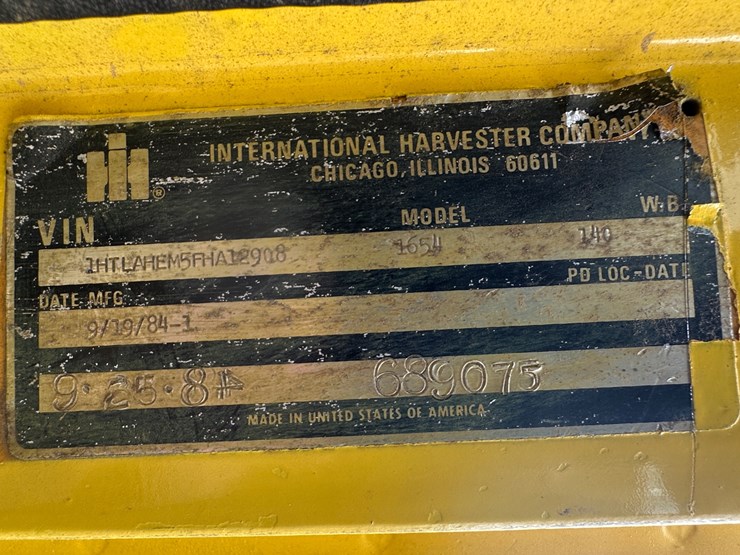 IH®
INTERNATIONAL HARVESTER COMPANY
CHICAGO, ILLINOIS 60611
VIN MODEL W.B.
1HTLAHEM5FHA12908 1654 140
DATE MFG PD LOC-DATE
9/19/84-1
9·25·84 689075
MADE IN UNITED STATES OF AMERICA